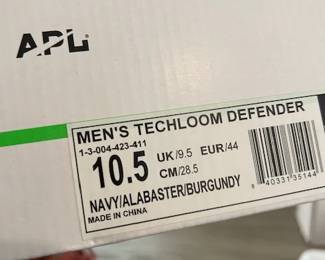 APL
MEN'S TECHLOOM DEFENDER
1-3-004-423-411
10.5 UK/9.5 EUR/44
CM/28.5
NAVY/ALABASTER/BURGUNDY
MADE IN CHINA
8 40331 35144